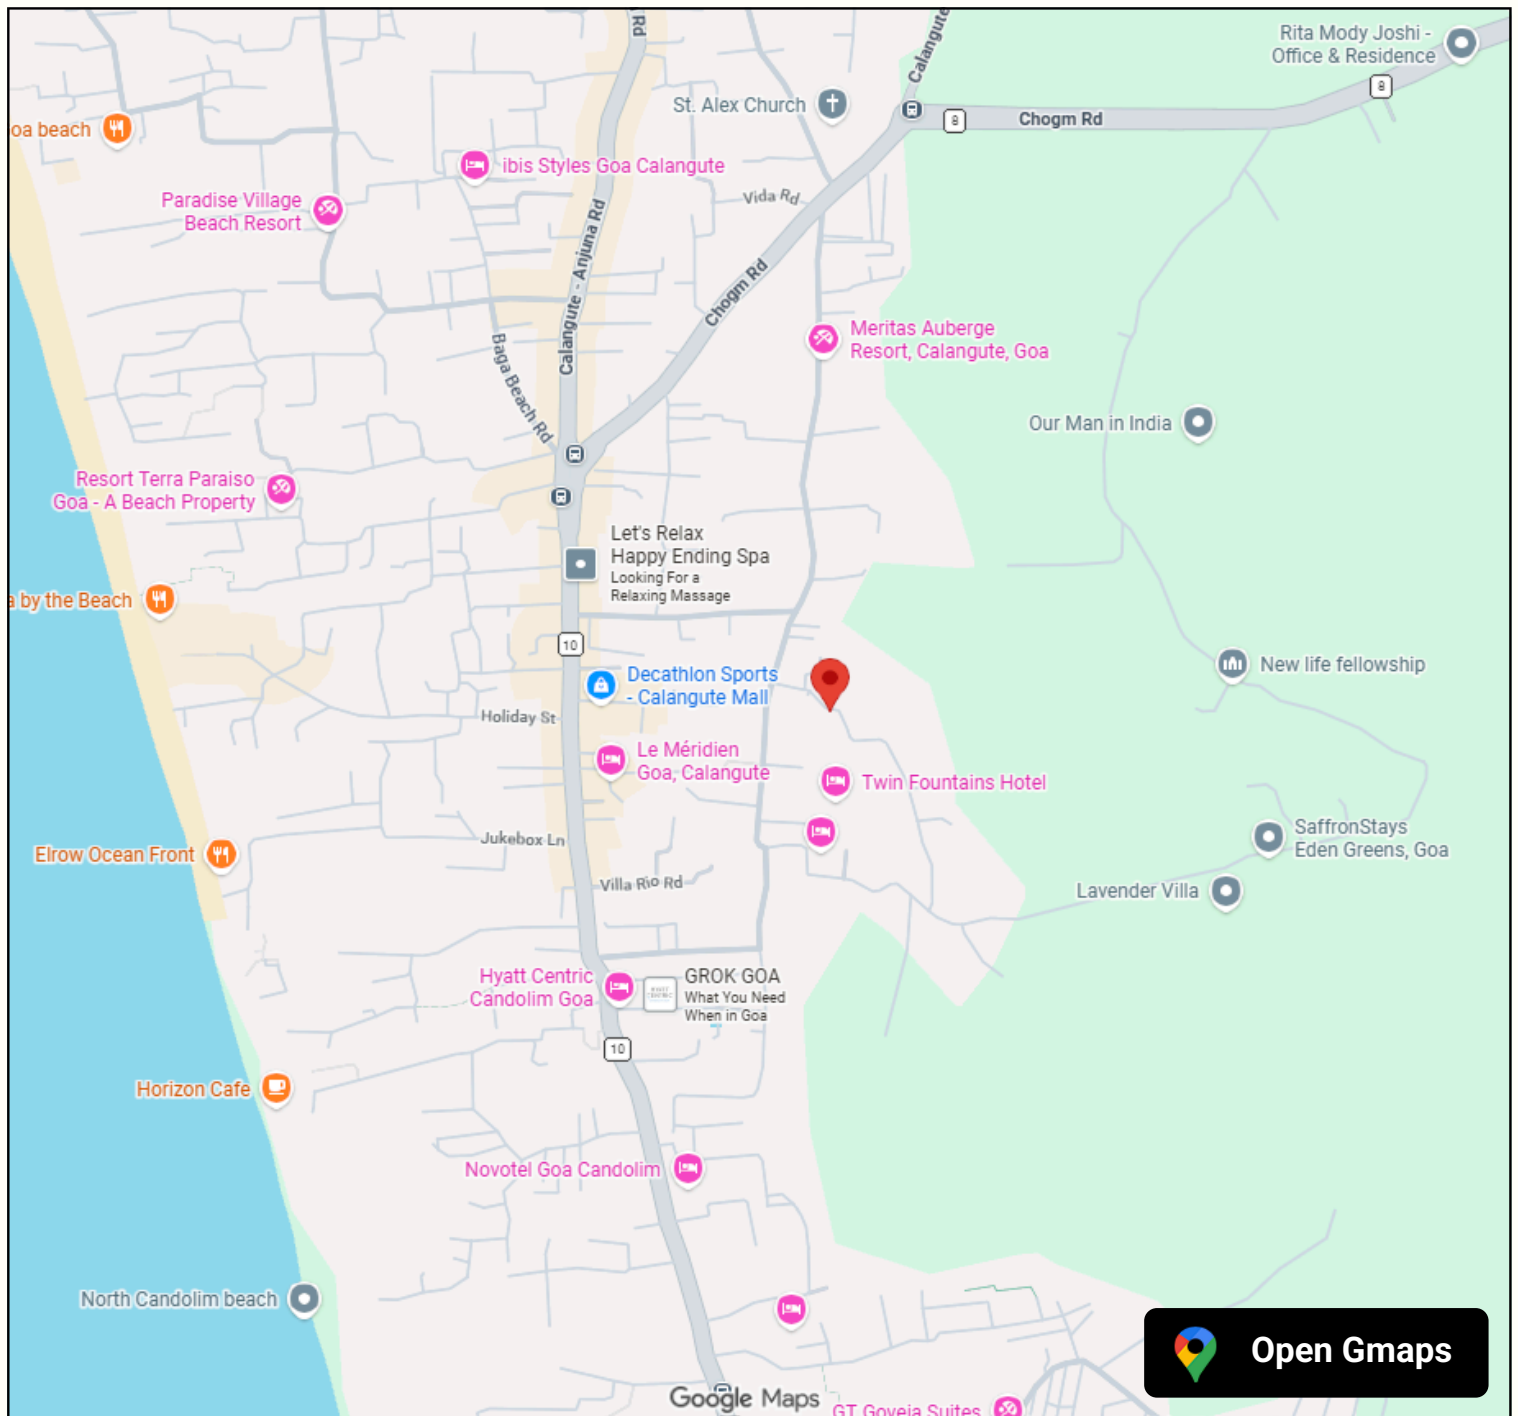 Rd
Calangute
Rita Mody Joshi -
Office & Residence
8
St. Alex Church
8
Chogm Rd
oa beach
ibis Styles Goa Calangute
Vida Rd
Paradise Village
Beach Resort
Calangute - Anjuna Rd
Chogm Rd
Meritas Auberge
Resort, Calangute, Goa
Baga Beach Rd
Our Man in India
Resort Terra Paraiso
Goa - A Beach Property
Let's Relax
Happy Ending Spa
Looking For a
Relaxing Massage
a by the Beach
10
New life fellowship
Decathlon Sports
- Calangute Mall
Holiday St
Le Méridien
Goa, Calangute
Twin Fountains Hotel
SaffronStays
Eden Greens, Goa
Jukebox Ln
Elrow Ocean Front
Villa Rio Rd
Lavender Villa
Hyatt Centric
Candolim Goa
GROK GOA
What You Need
When in Goa
10
Horizon Cafe
Novotel Goa Candolim
North Candolim beach
Open Gmaps
Google Maps
GT Goveia Suites